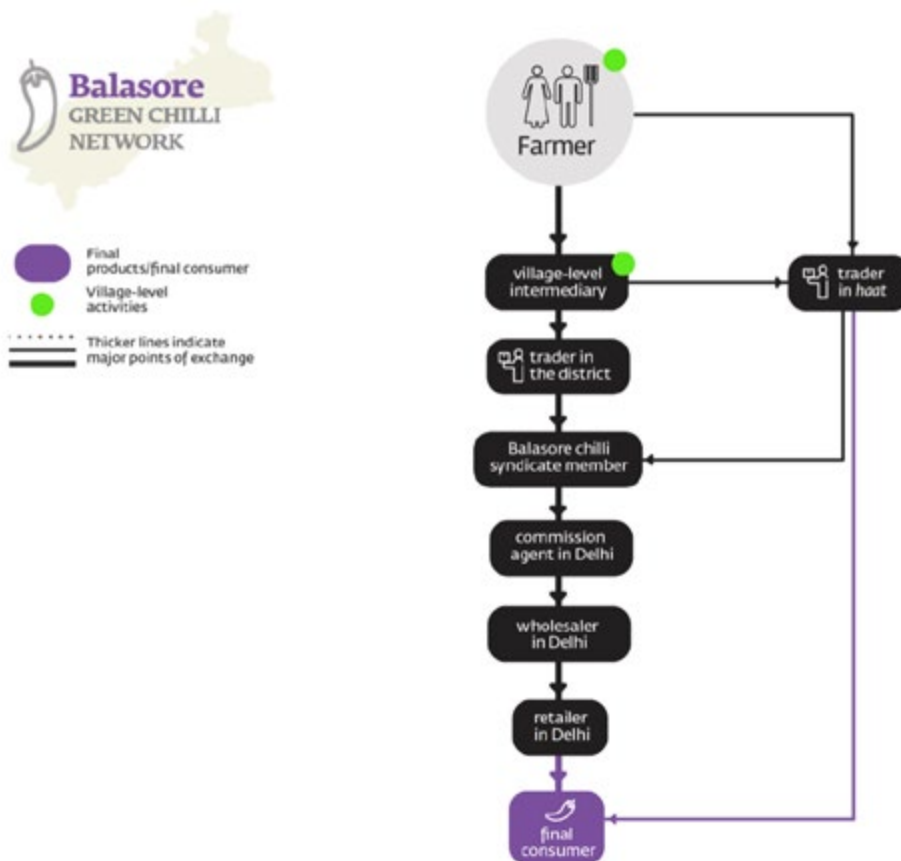 Balasore
GREEN CHILLI
NETWORK
Final
products/final consumer
Village-level
activities
Thicker lines indicate
major points of exchange
Farmer
village-level
intermediary
trader
in haat
trader in
the district
Balasore chilli
syndicate member
commission
agent in Delhi
wholesaler
in Delhi
retailer
in Delhi
final
consumer